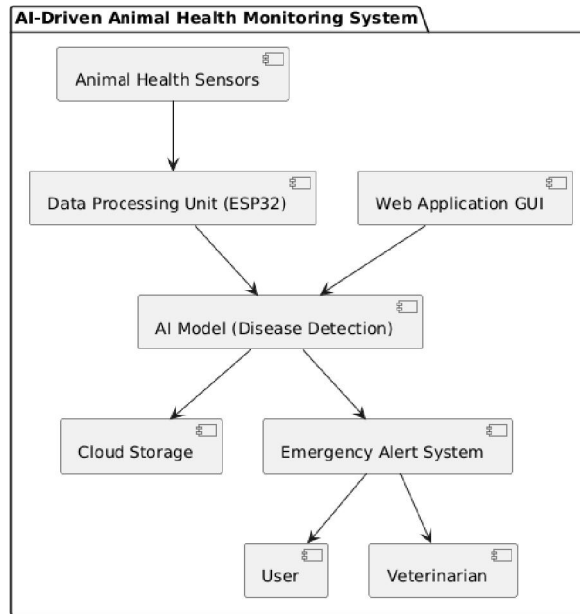 AI-Driven Animal Health Monitoring System
Animal Health Sensors
Data Processing Unit (ESP32)
Web Application GUI
AI Model (Disease Detection)
Cloud Storage
Emergency Alert System
User
Veterinarian